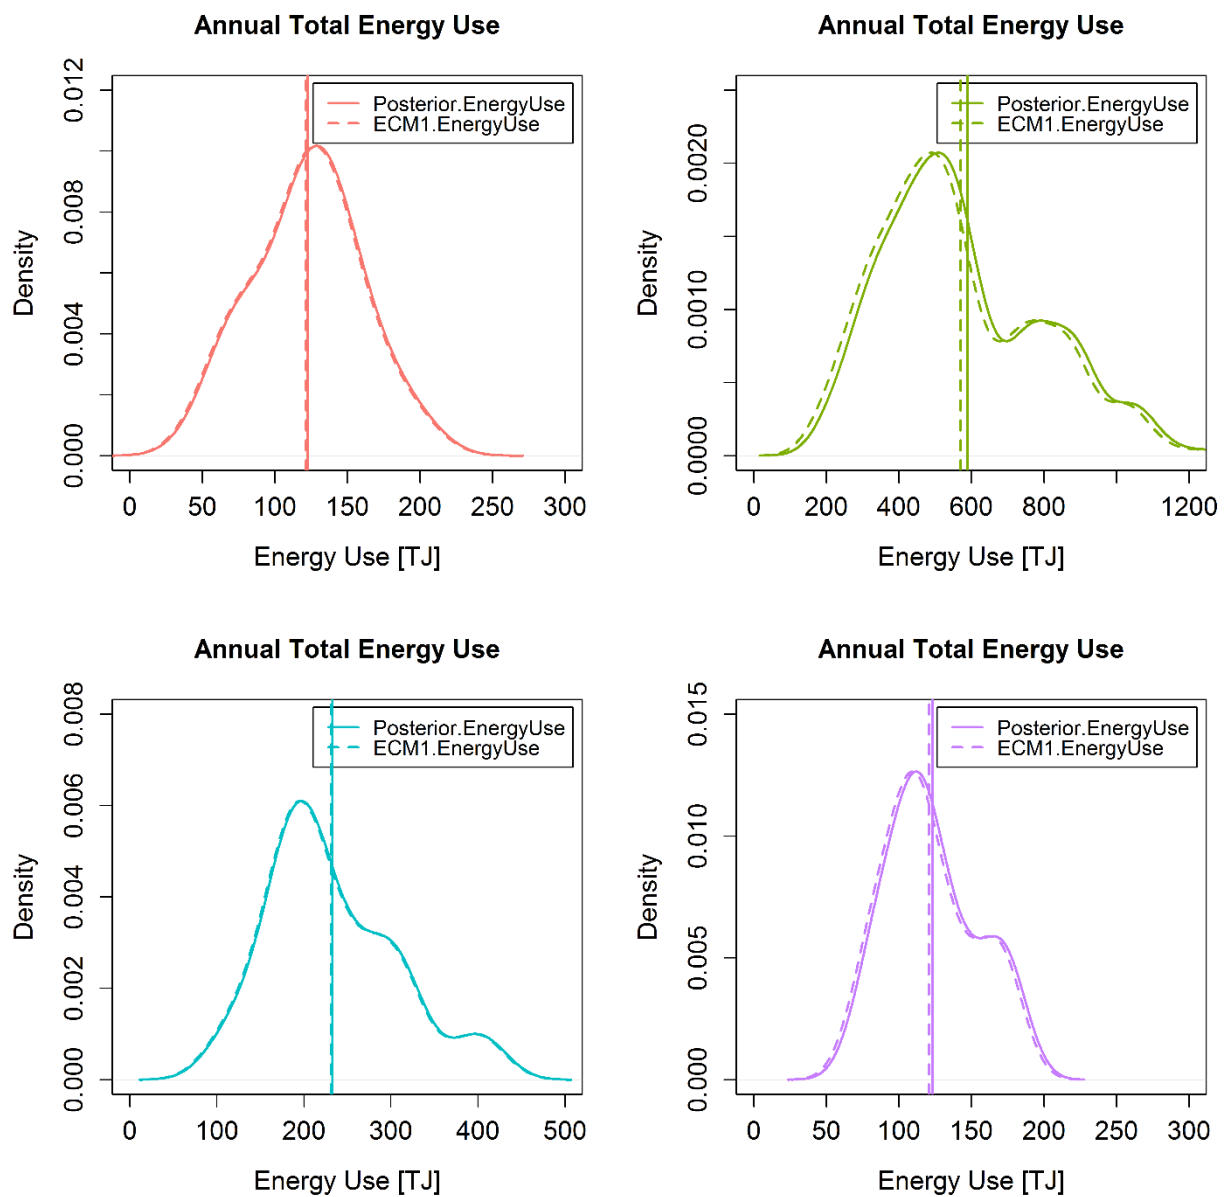 Annual Total Energy Use
Density
0.000
0.004
0.008
0.012
Posterior.EnergyUse
ECM1.EnergyUse
0 50 100 150 200 250 300
Energy Use [TJ]
Annual Total Energy Use
Density
0.0000
0.0010
0.0020
Posterior.EnergyUse
ECM1.EnergyUse
0 200 400 600 800 1200
Energy Use [TJ]
Annual Total Energy Use
Density
0.000
0.002
0.004
0.006
0.008
Posterior.EnergyUse
ECM1.EnergyUse
0 100 200 300 400 500
Energy Use [TJ]
Annual Total Energy Use
Density
0.000
0.005
0.010
0.015
Posterior.EnergyUse
ECM1.EnergyUse
0 50 100 150 200 250 300
Energy Use [TJ]